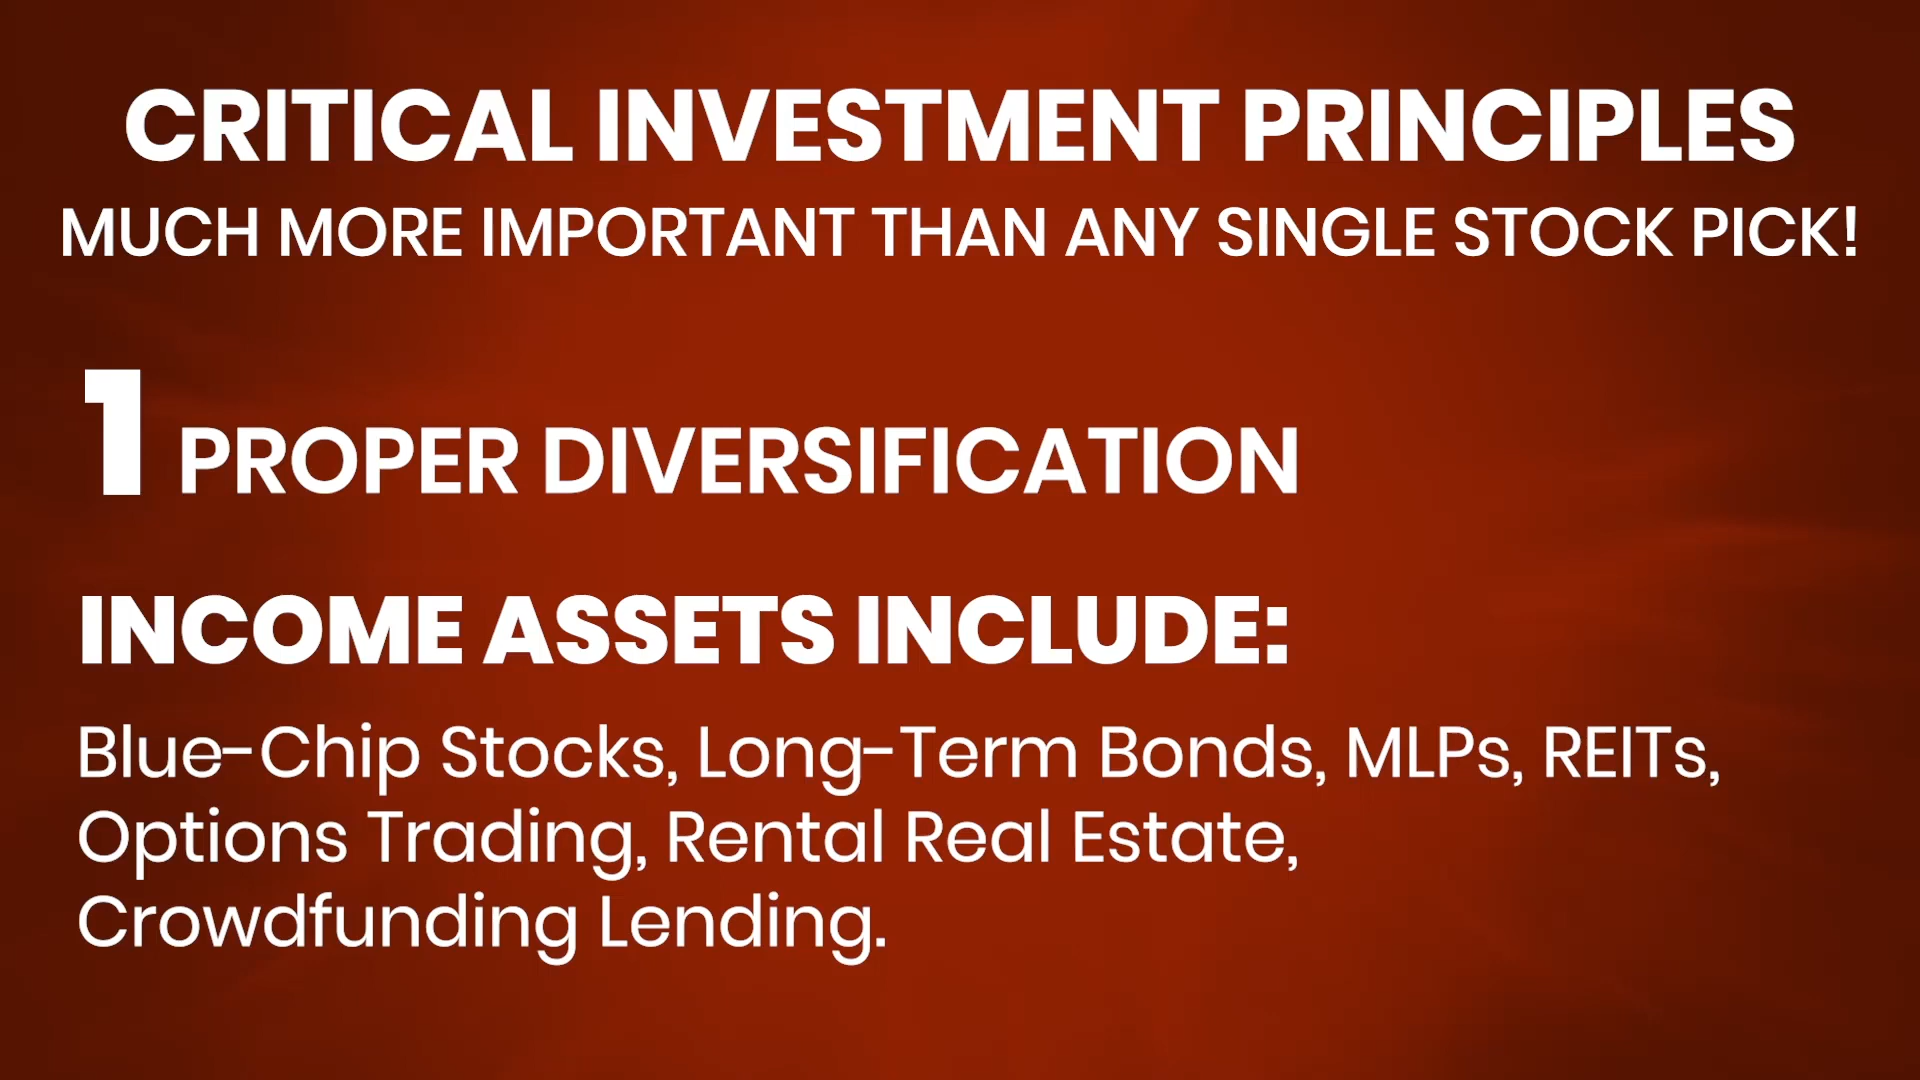 CRITICAL INVESTMENT PRINCIPLES
MUCH MORE IMPORTANT THAN ANY SINGLE STOCK PICK!
1 PROPER DIVERSIFICATION
INCOME ASSETS INCLUDE:
Blue-Chip Stocks, Long-Term Bonds, MLPs, REITs,
Options Trading, Rental Real Estate,
Crowdfunding Lending.